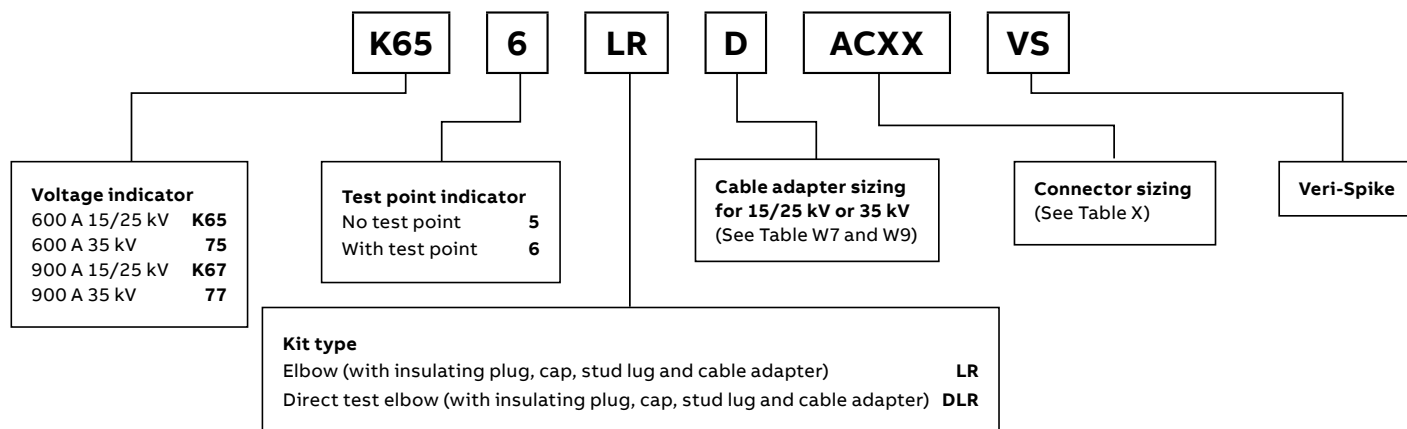 K65 6 LR D ACXX VS
Voltage indicator
600 A 15/25 kV K65
600 A 35 kV 75
900 A 15/25 kV K67
900 A 35 kV 77
Test point indicator
No test point 5
With test point 6
Cable adapter sizing
for 15/25 kV or 35 kV
(See Table W7 and W9)
Connector sizing
(See Table X)
Veri-Spike
Kit type
Elbow (with insulating plug, cap, stud lug and cable adapter) LR
Direct test elbow (with insulating plug, cap, stud lug and cable adapter) DLR